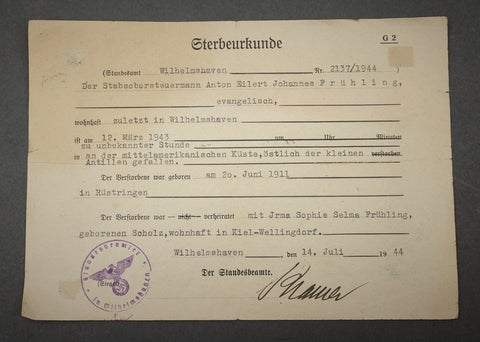 G 2
Sterbeurkunde
(Standesamt Wilhelmshaven Nr. 2137/1944)
Der Stabsobersteuermann Anton Eilert Johannes Frühling,
evangelisch,
wohnhaft zuletzt in Wilhelmshaven
ist am 12. März 1943 um Uhr Minuten
zu unbekannter Stunde
in an der mittelamerikanischen Küste, östlich der kleinen verstorben.
Antillen gefallen.
Der Verstorbene war geboren am 20. Juni 1911
in Rüstringen
Der Verstorbene war — nicht — verheiratet mit Jrma Sophie Selma Frühling,
geborenen Scholz, wohnhaft in Kiel-Wellingdorf.
Wilhelmshaven, den 14. Juli 1944
Der Standesbeamte.
(Siegel)
Standesbeamter
in Wilhelmshaven